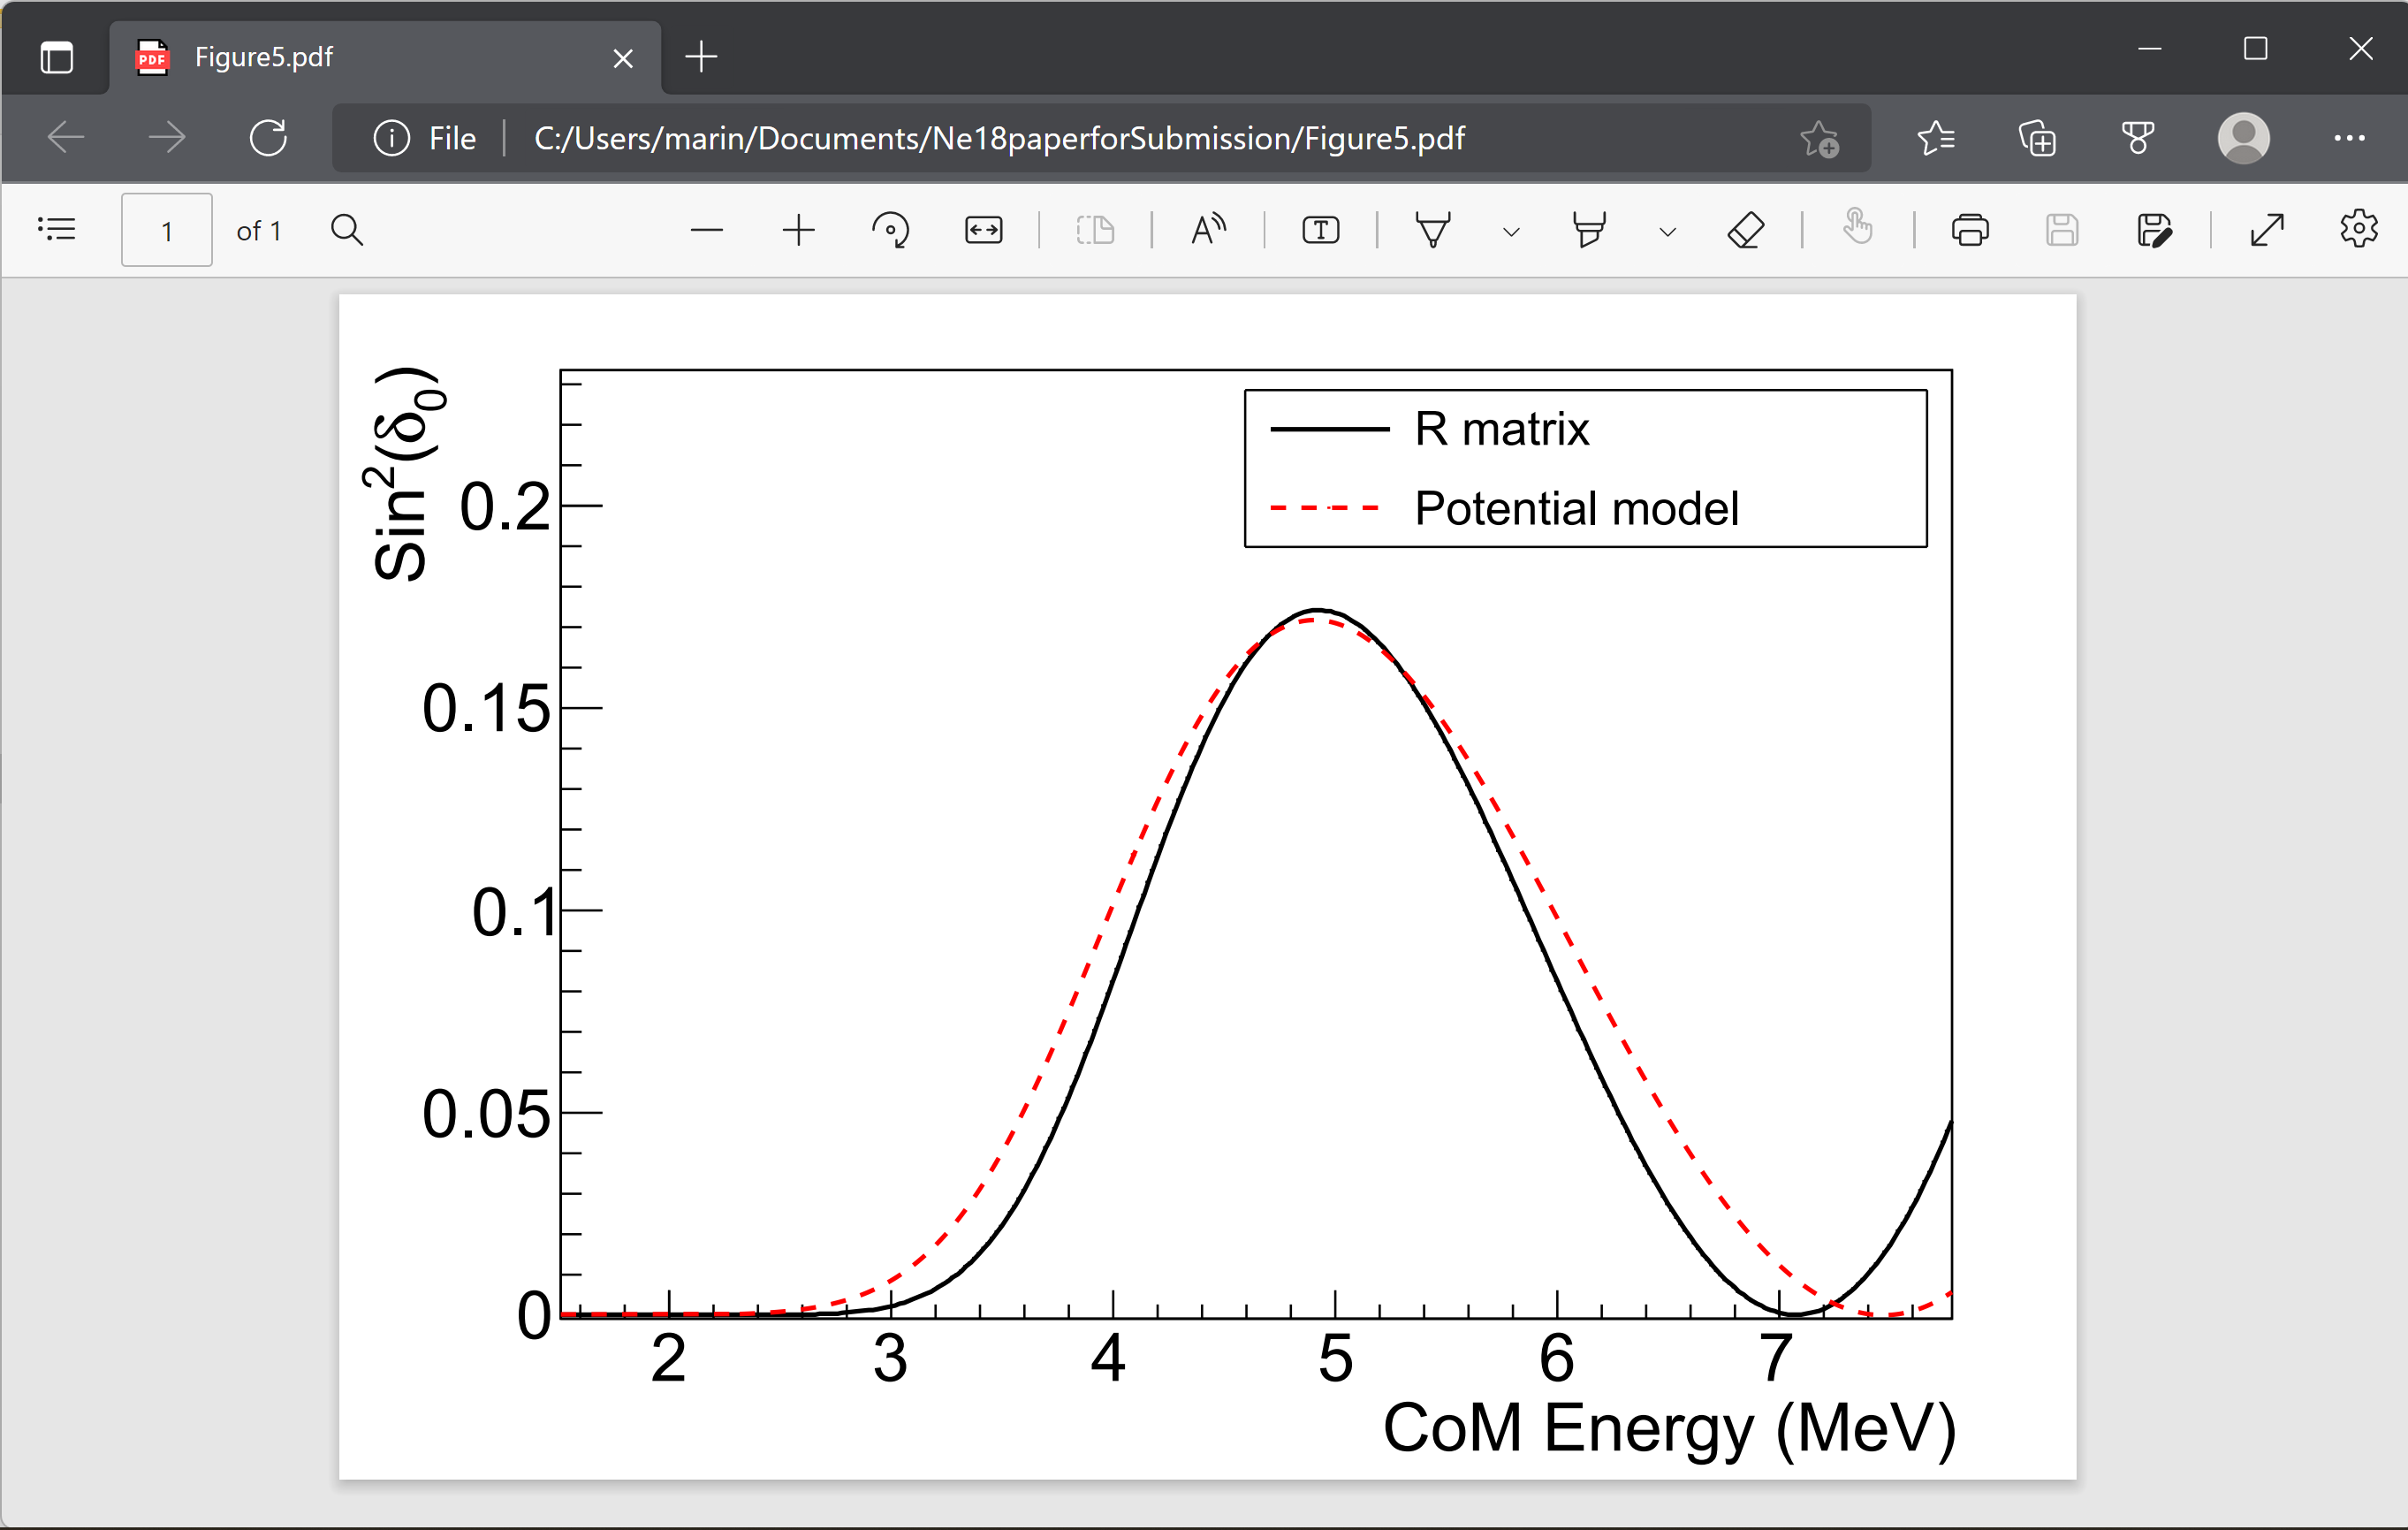 Figure5.pdf
File
C:/Users/marin/Documents/Ne18paperforSubmission/Figure5.pdf
1 of 1
Sin²(δ₀)
R matrix
Potential model
0.2
0.15
0.1
0.05
0
2 3 4 5 6 7
CoM Energy (MeV)